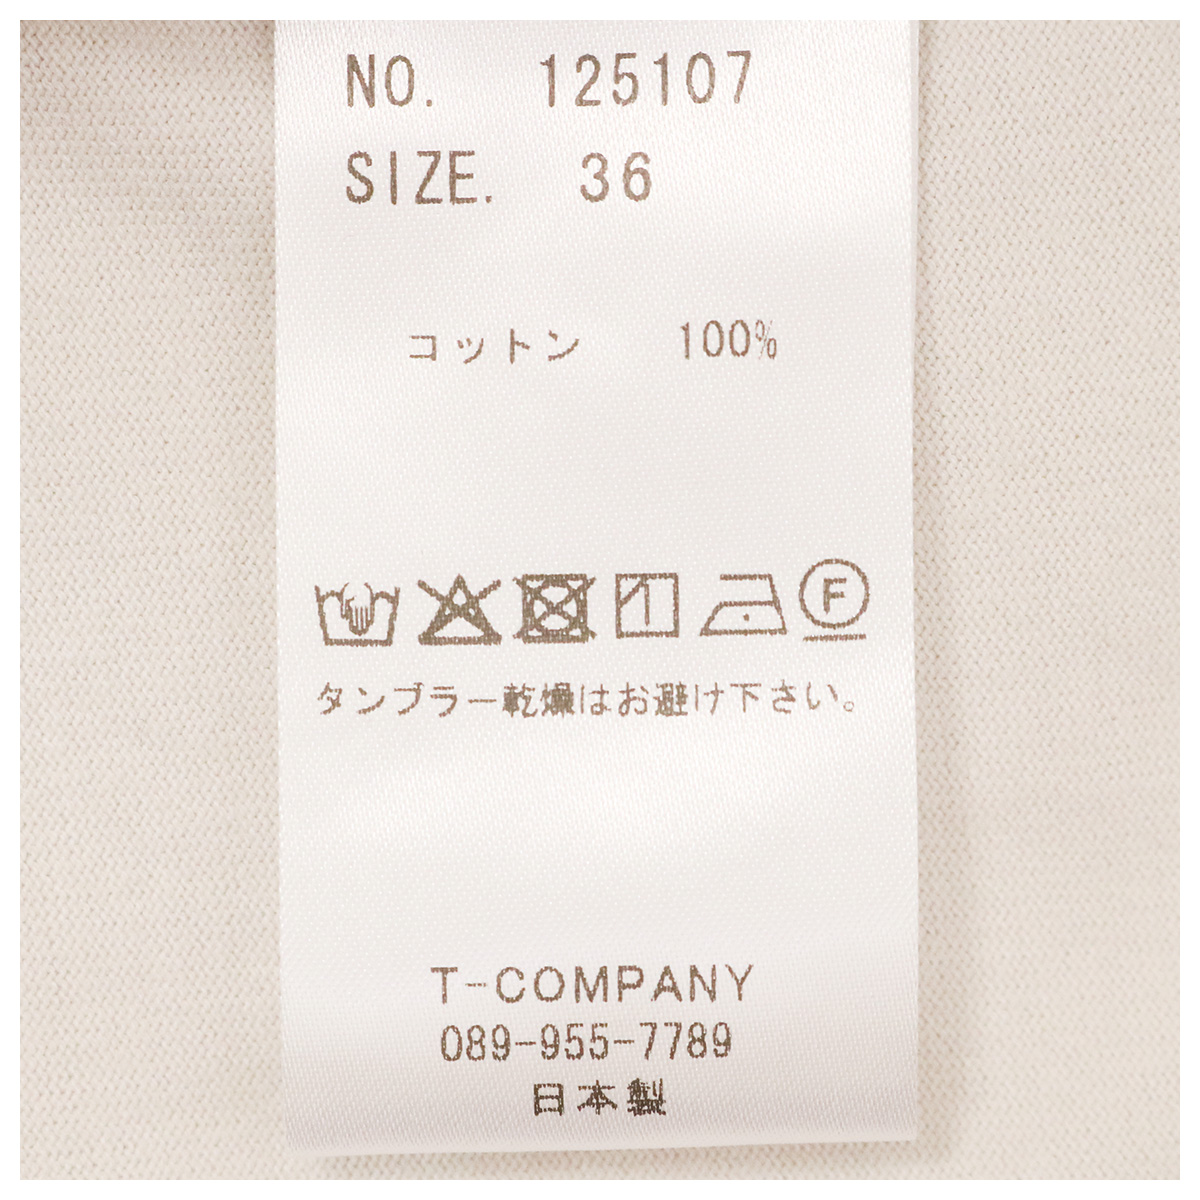 NO. 125107
SIZE. 36
コットン 100%
F
タンブラー乾燥はお避け下さい。
T-COMPANY
089-955-7789
日本製